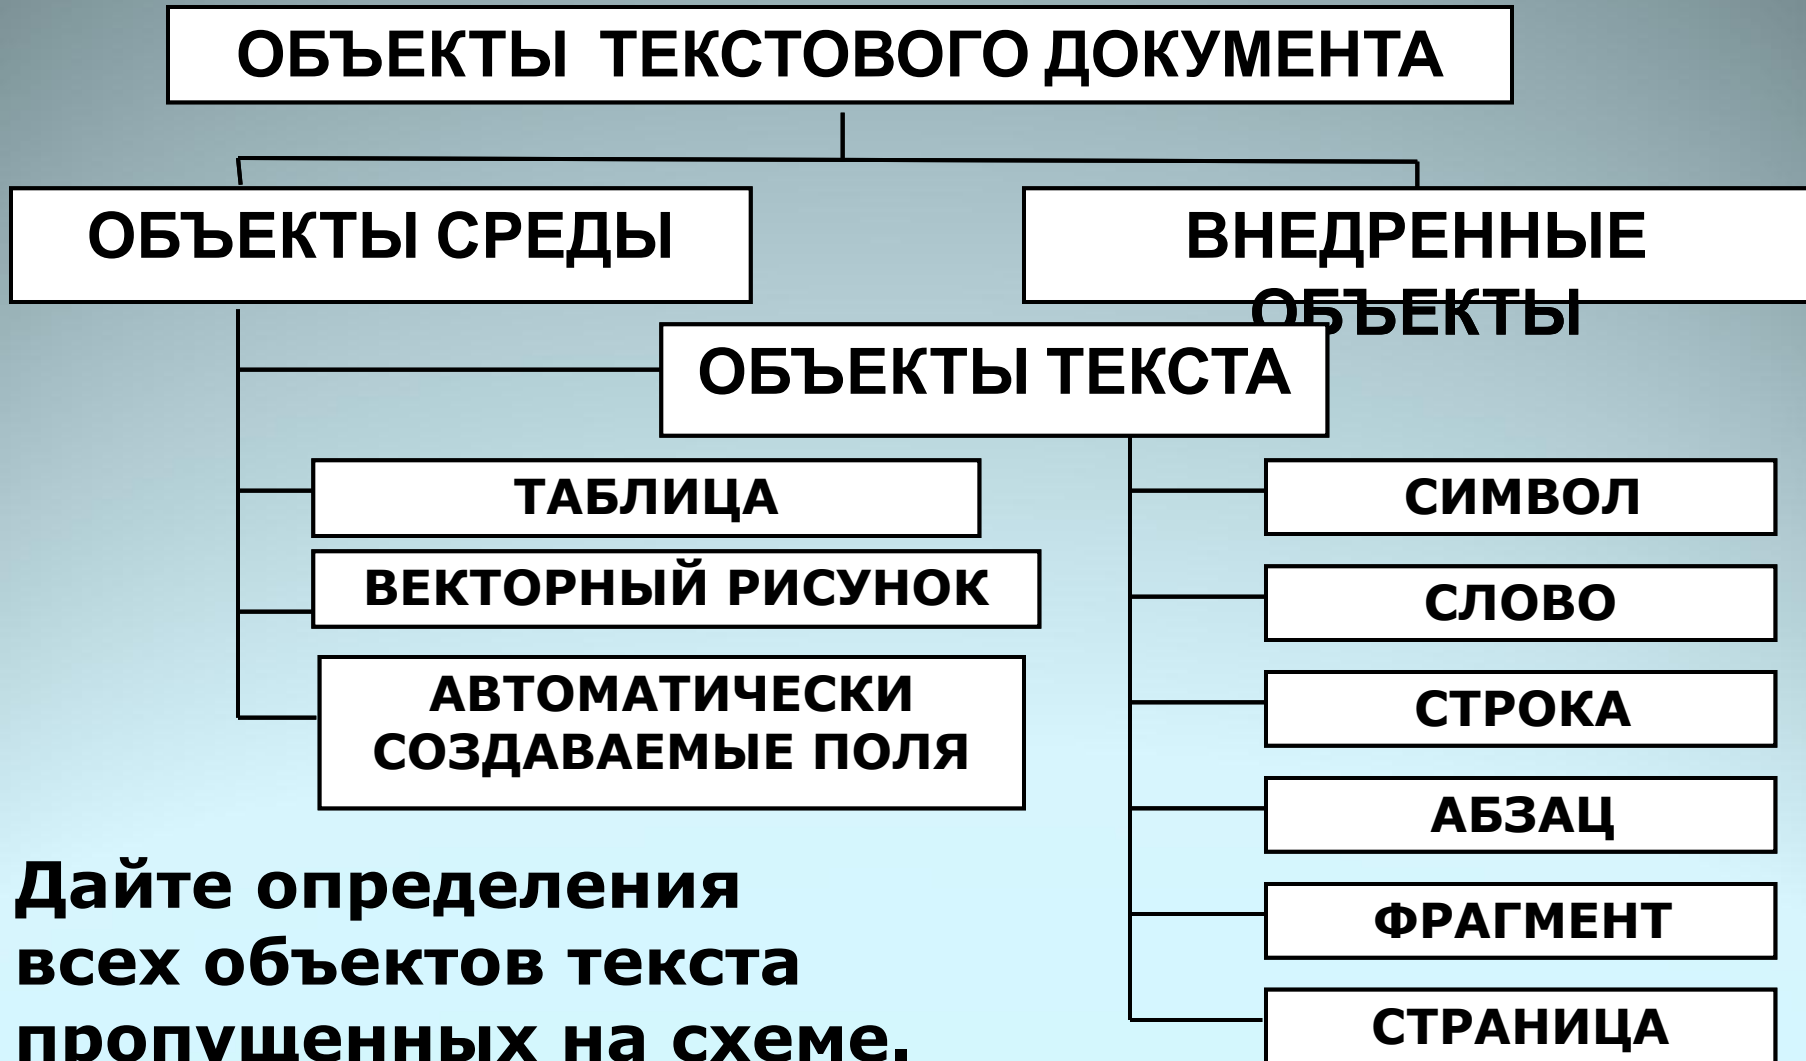 ОБЪЕКТЫ ТЕКСТОВОГО ДОКУМЕНТА
ОБЪЕКТЫ СРЕДЫ
ВНЕДРЕННЫЕ
ОБЪЕКТЫ
ОБЪЕКТЫ ТЕКСТА
ТАБЛИЦА
ВЕКТОРНЫЙ РИСУНОК
АВТОМАТИЧЕСКИ
СОЗДАВАЕМЫЕ ПОЛЯ
СИМВОЛ
СЛОВО
СТРОКА
АБЗАЦ
ФРАГМЕНТ
СТРАНИЦА
Дайте определения
всех объектов текста
пропущенных на схеме.